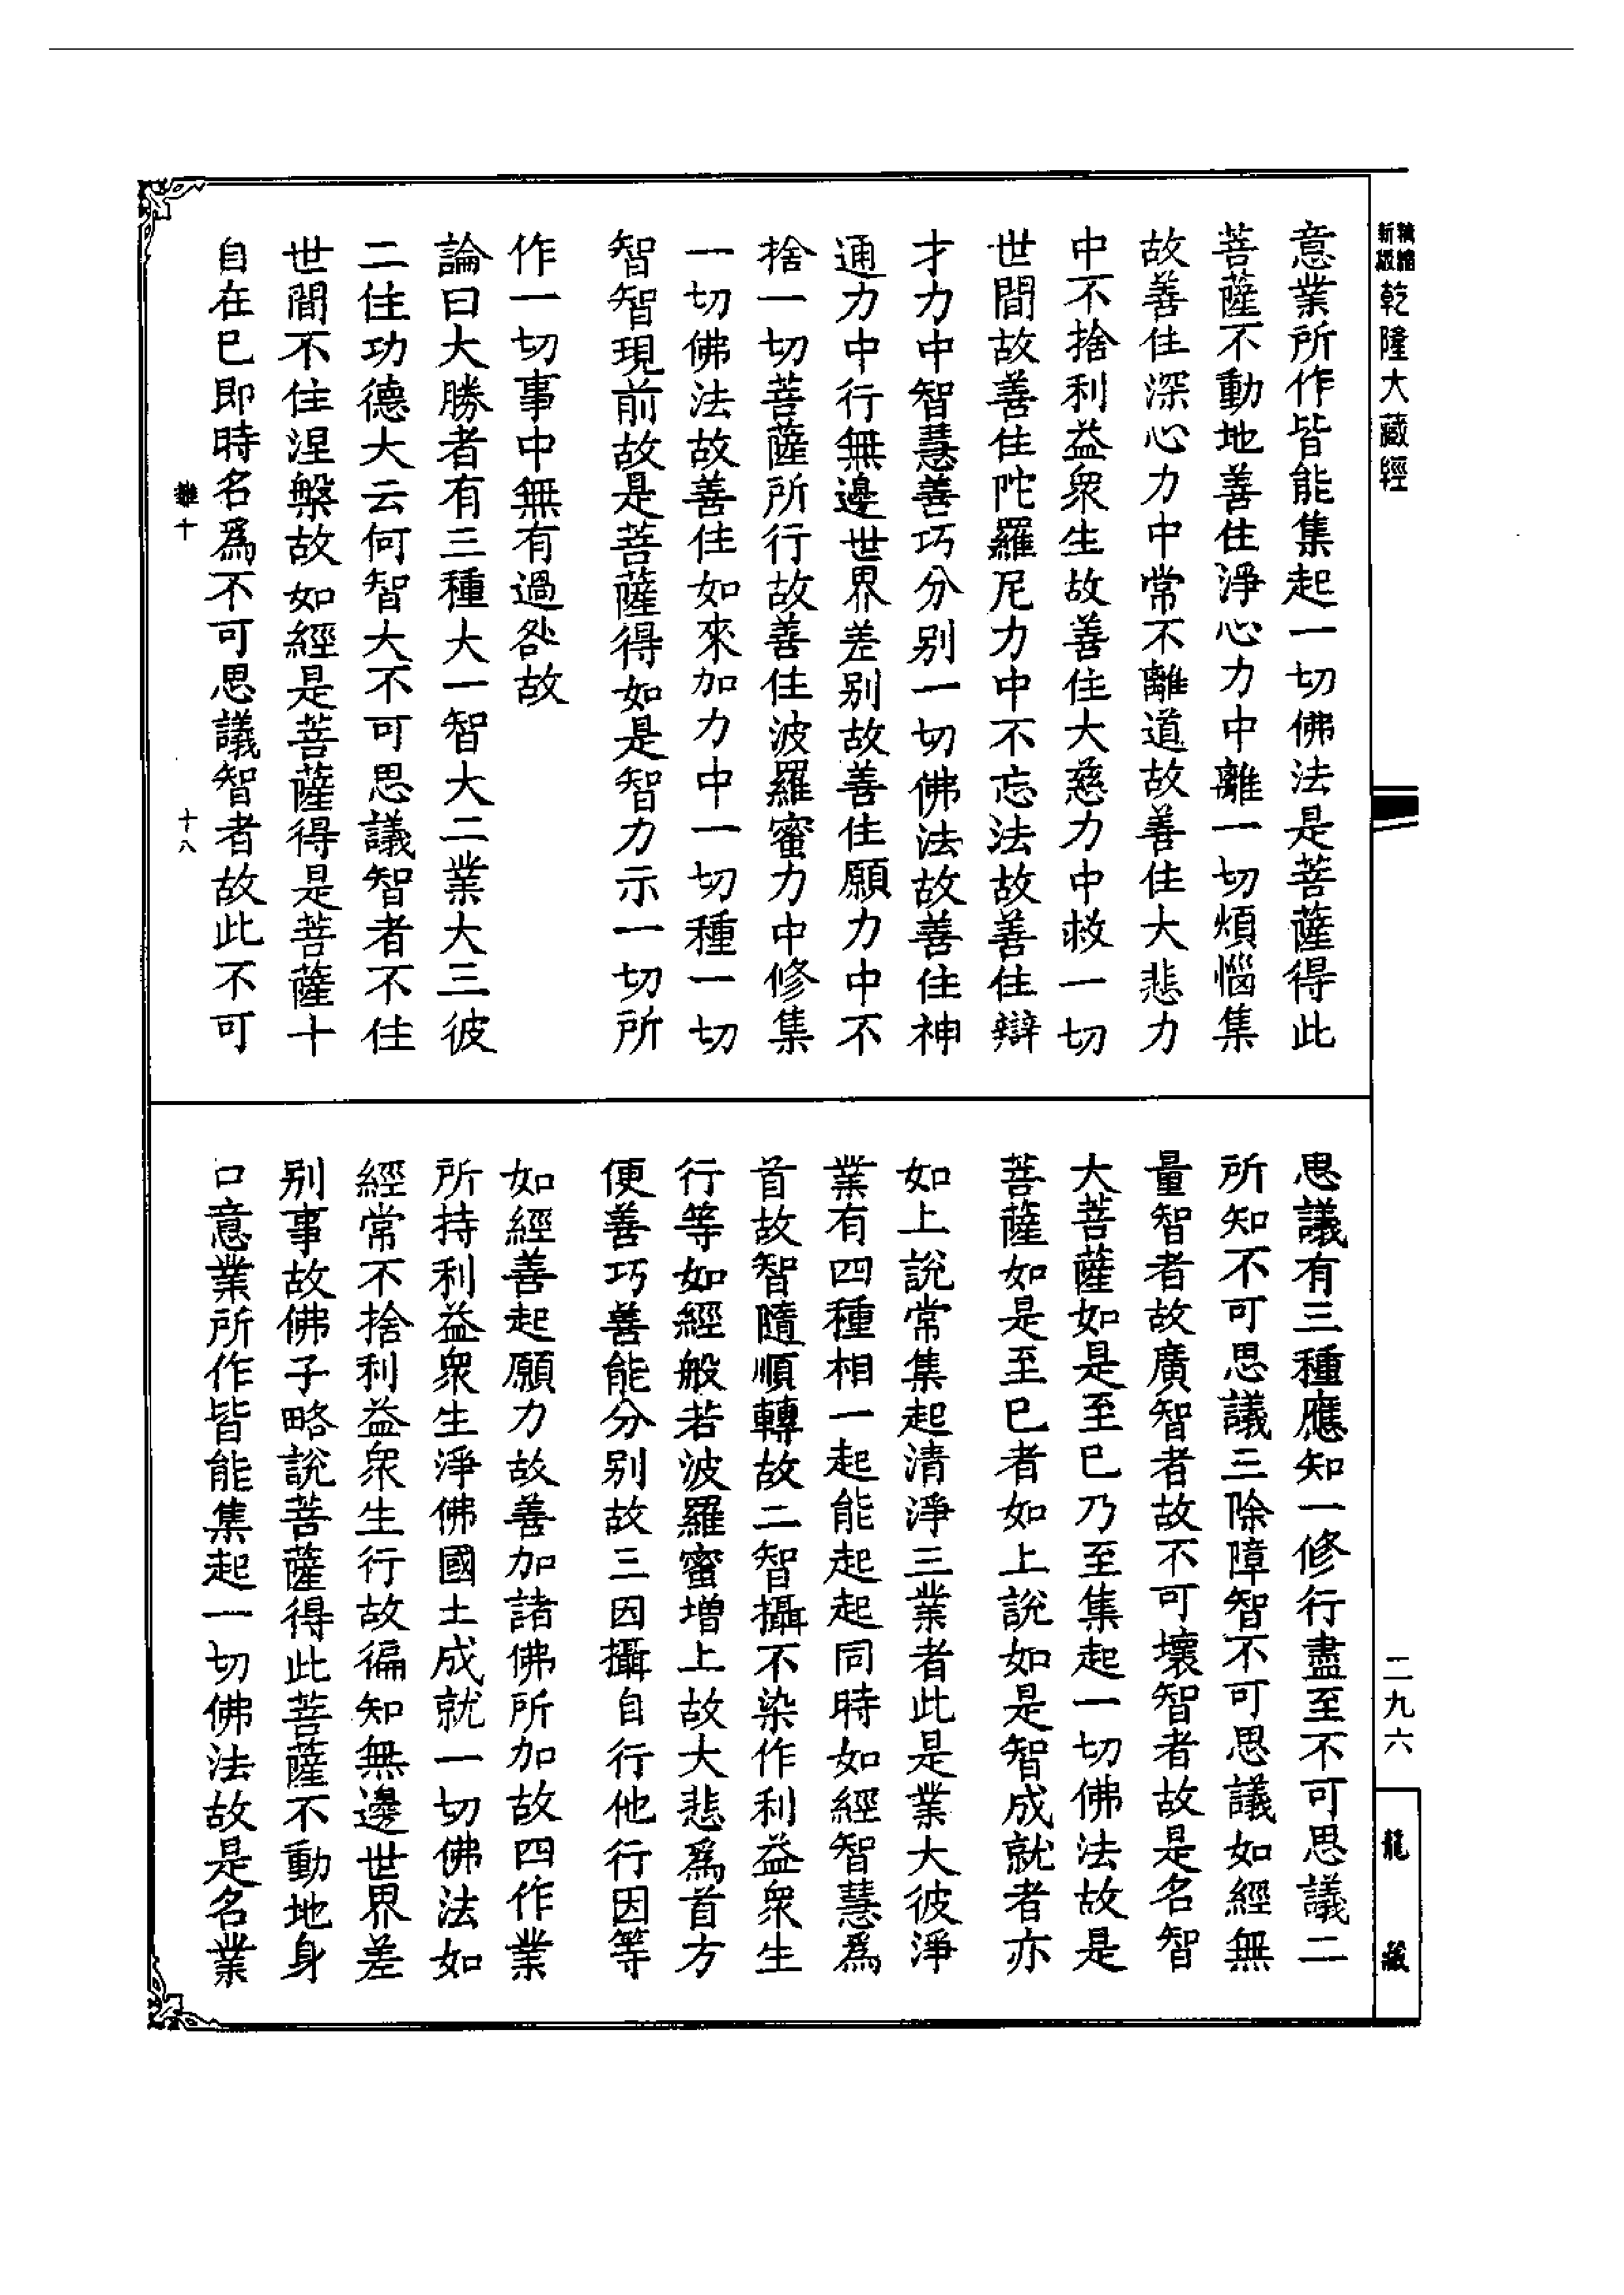 乾隆大藏經
意業所作皆能集起一切佛法是菩薩得此
菩薩不動地善住淨心力中離一切煩惱集
故善住深心力中常不離道故善住大悲力
中不捨利益衆生故善住大慈力中救一切
世間故善住陀羅尼力中不忘法故善住辯
才力中智慧善巧分别一切佛法故善住神
通力中行無邊世界差别故善住願力中不
捨一切菩薩所行故善住波羅蜜力中修集
一切佛法故善住如來加力中一切種一切
智智現前故是菩薩得如是智力示一切所
作一切事中無有過咎故
論曰大勝者有三種大一智大二業大三彼
二住功德大云何智大不可思議智者不住
世間不住涅槃故如經是菩薩得是菩薩十
自在已即時名爲不可思議智者故此不可
十八
思議有三種應知一修行盡至不可思議二
所知不可思議三除障智不可思議如經無
量智者故廣智者故不可壞智者故是名智
大菩薩如是至已乃至集起一切佛法故是
菩薩如是至已者如上說如是智成就者亦
如上說常集起清淨三業者此是業大彼淨
業有四種相一起能起起同時如經智慧爲
首故智隨順轉故二智攝不染作利益衆生
行等如經般若波羅蜜增上故大悲爲首方
便善巧善能分别故三因攝自行他行因等
如經善起願力故善加諸佛所加故四作業
所持利益衆生淨佛國土成就一切佛法如
經常不捨利益衆生行故徧知無邊世界差
别事故佛子略說菩薩得此菩薩不動地身
口意業所作皆能集起一切佛法故是名業
二九六
龍藏